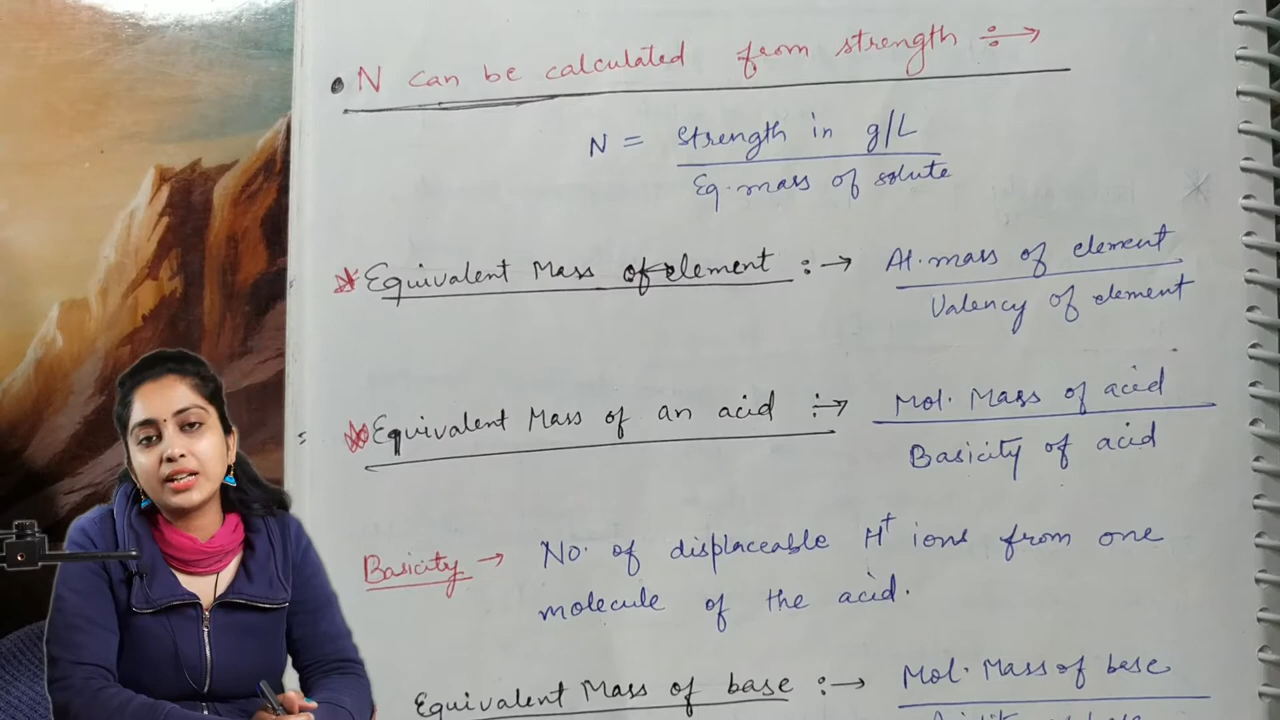 N can be calculated from strength ÷→
N = Strength in g/L
Eq. mass of solute
Equivalent Mass of element :→ At. mass of element
Valency of element
Equivalent Mass of an acid ÷→ Mol. Mass of acid
Basicity of acid
Basicity → No. of displaceable H⁺ ions from one
molecule of the acid.
Equivalent Mass of base :→ Mol. Mass of base